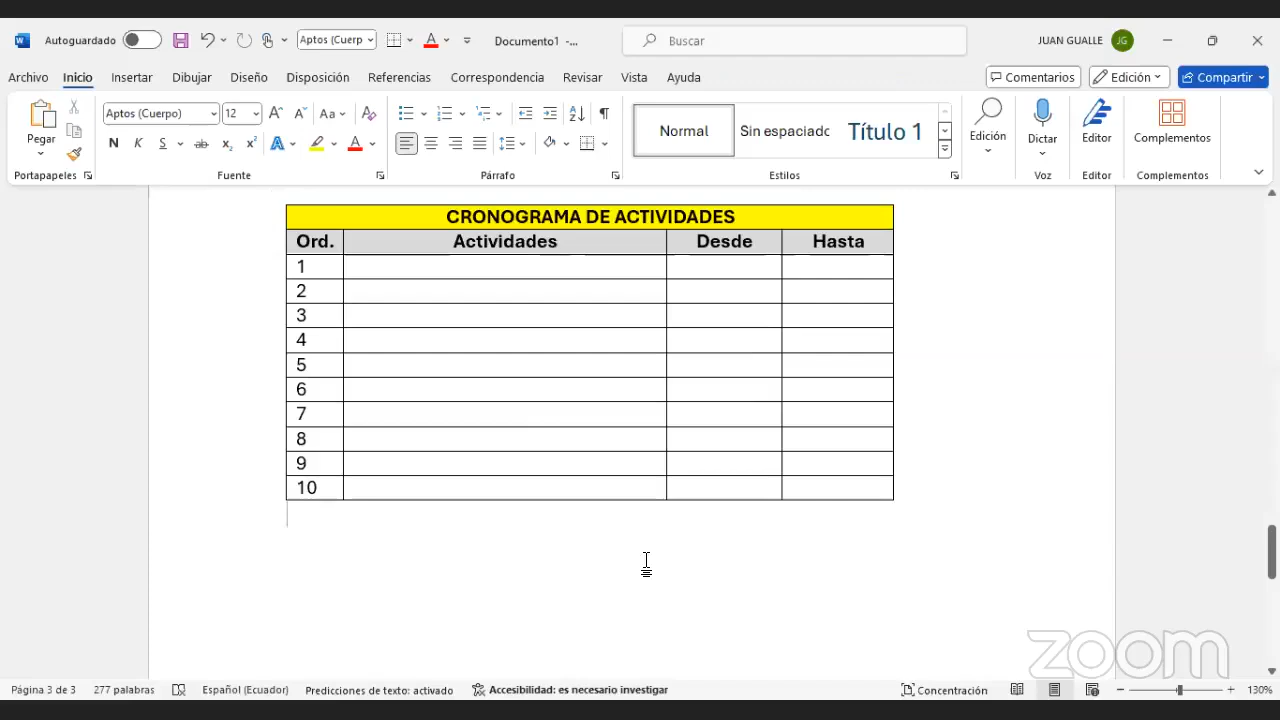 Autoguardado
Aptos (Cuerp
Documento1 -...
Buscar
JUAN GUALLE
JG
Archivo Inicio Insertar Dibujar Diseño Disposición Referencias Correspondencia Revisar Vista Ayuda
Comentarios Edición Compartir
Pegar
Aptos (Cuerpo) 12
Normal Sin espaciado Título 1
Edición Dictar Editor Complementos
Portapapeles Fuente Párrafo Estilos Voz Editor Complementos
CRONOGRAMA DE ACTIVIDADES
Ord. Actividades Desde Hasta
1
2
3
4
5
6
7
8
9
10
zoom
Página 3 de 3 277 palabras Español (Ecuador) Predicciones de texto: activado Accesibilidad: es necesario investigar Concentración 130%